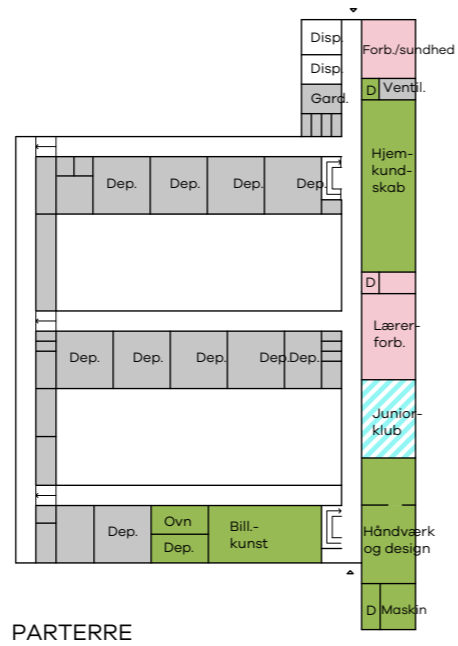 Disp.
Forb./sundhed
Disp.
D Ventil.
Gard.
Hjem-
kund-
skab
Dep. Dep. Dep. Dep.
D
Lærer-
forb.
Dep. Dep. Dep. Dep. Dep.
Junior-
klub
Ovn
Dep.
Dep.
Bill.-
kunst
Håndværk
og design
D Maskin
PARTERRE